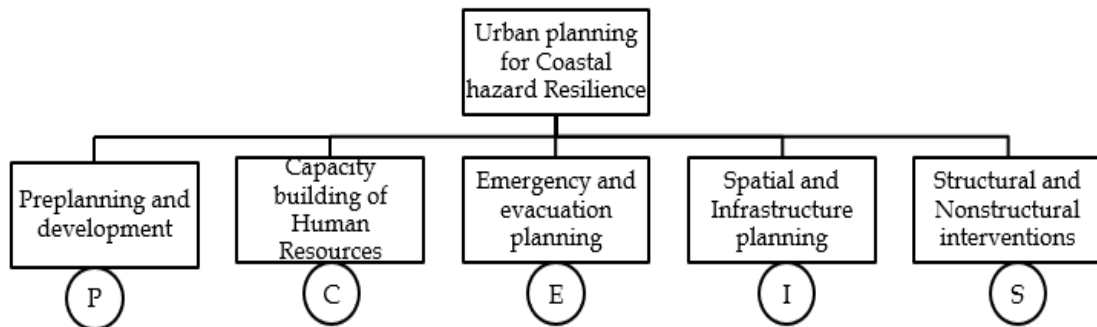 Urban planning
for Coastal
hazard Resilience
Preplanning and
development
Capacity
building of
Human
Resources
Emergency and
evacuation
planning
Spatial and
Infrastructure
planning
Structural and
Nonstructural
interventions
P
C
E
I
S